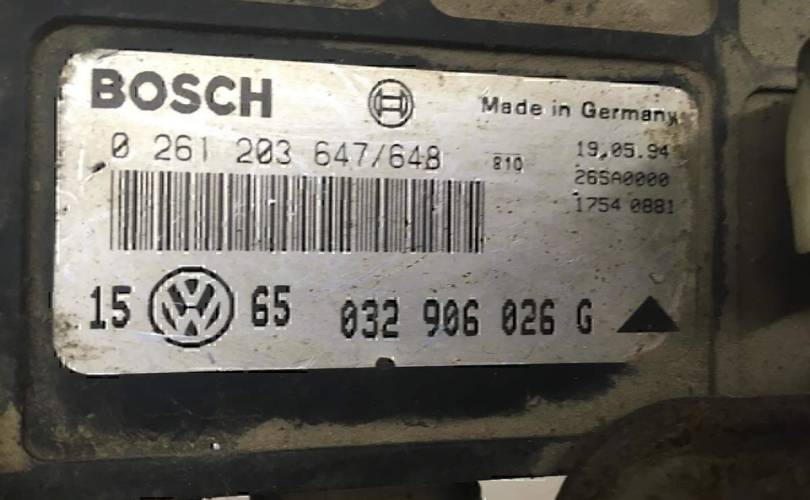 BOSCH
Made in Germany
0 261 203 647/648
810
19.05.94
26SA0000
1754 0881
15 65
032 906 026 G